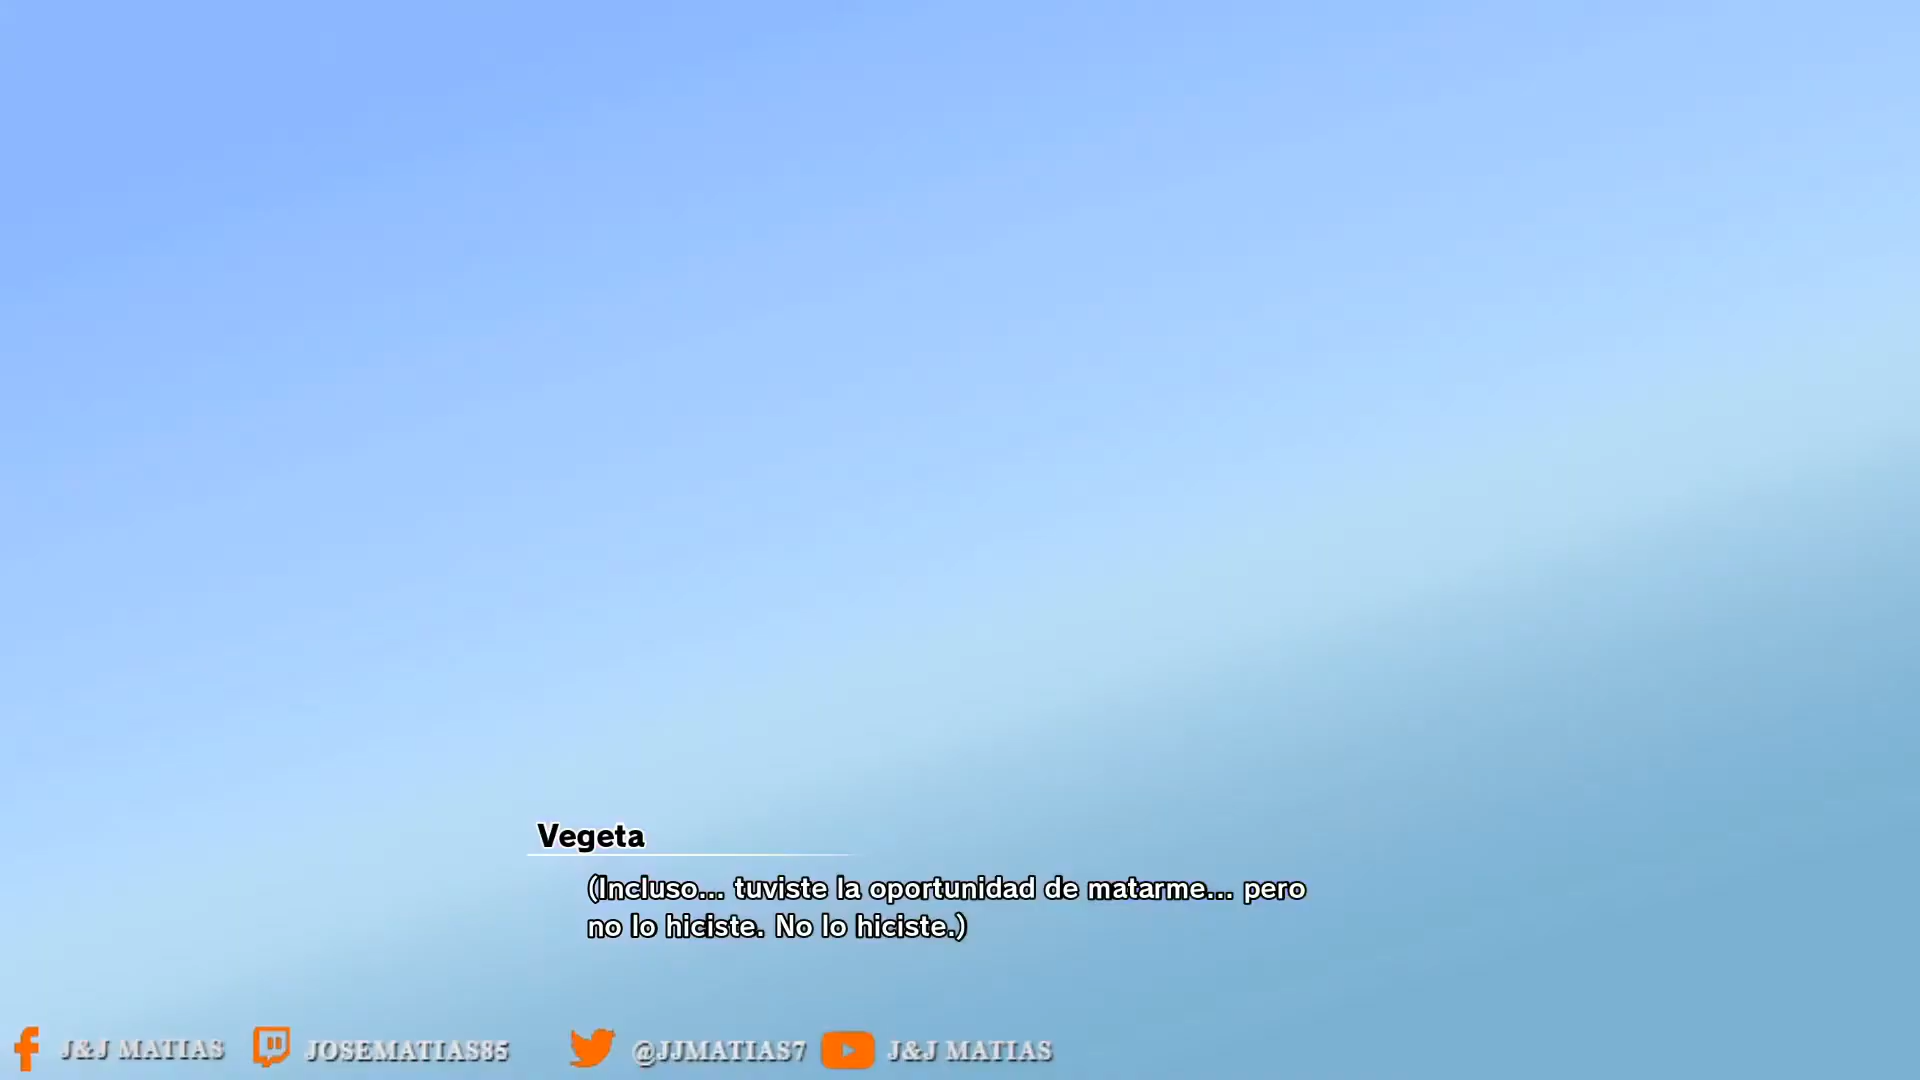 Vegeta
(Incluso... tuviste la oportunidad de matarme... pero
no lo hiciste. No lo hiciste.)
J&J MATIAS JOSEMATIAS85 @JJMATIAS7 J&J MATIAS